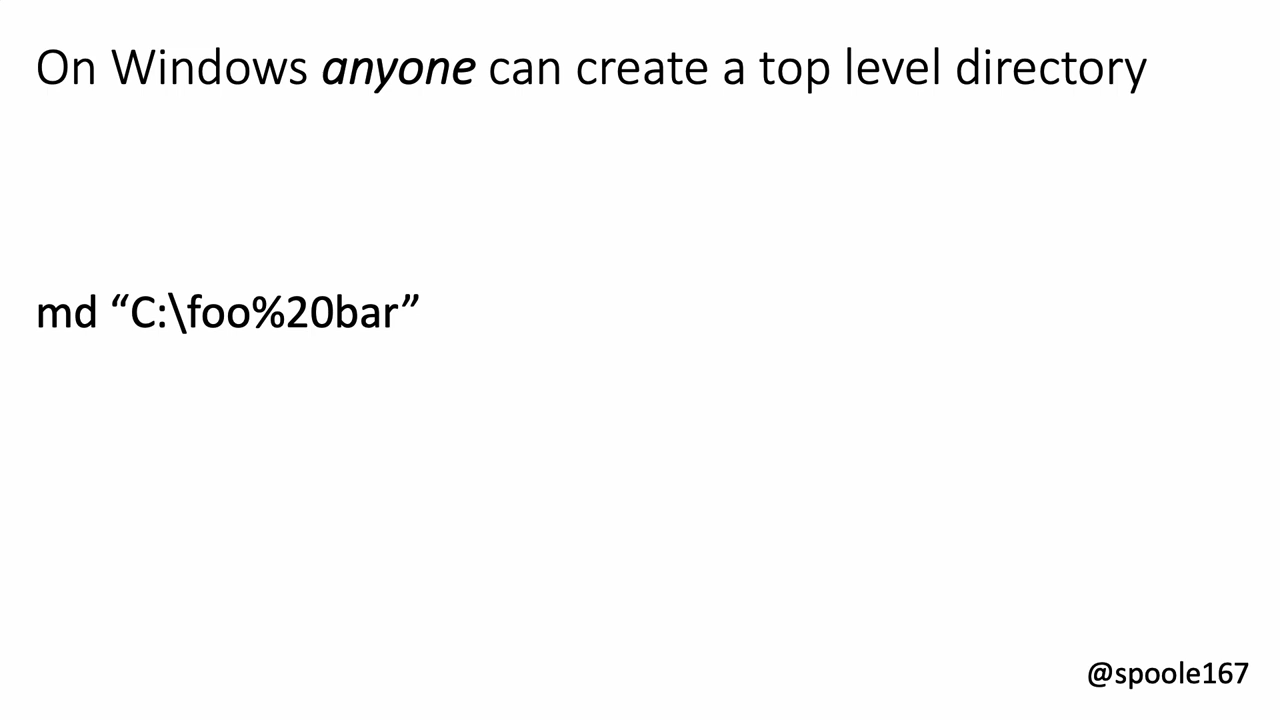 On Windows anyone can create a top level directory
md “C:\foo%20bar”
@spoole167